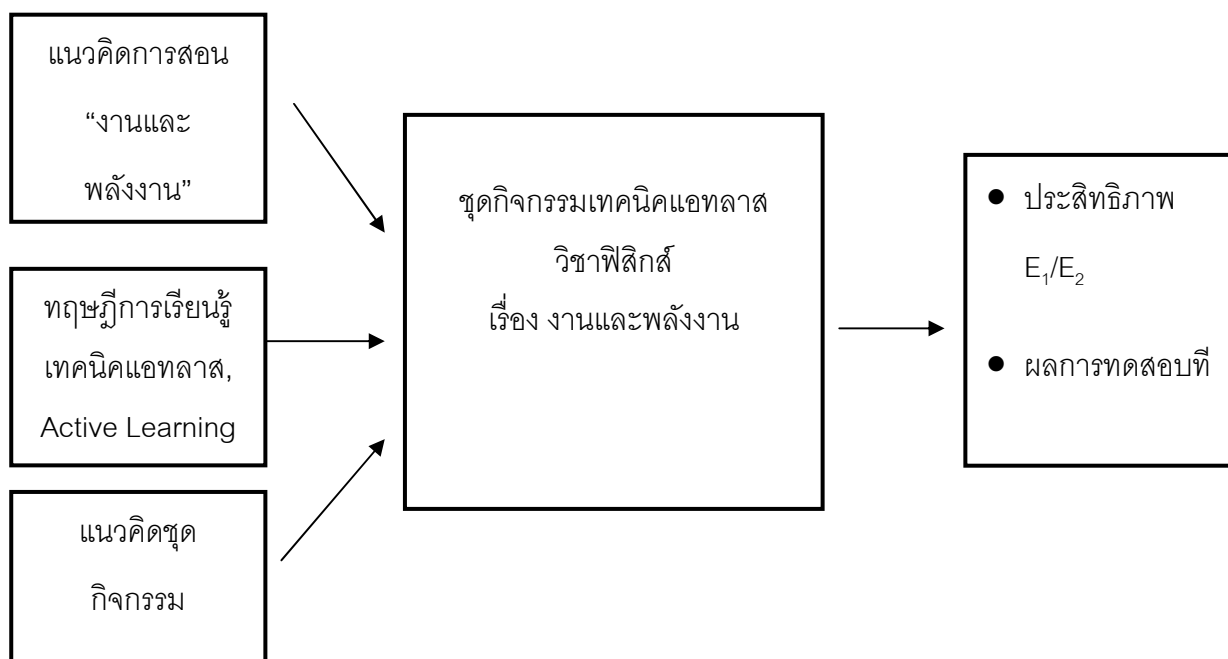 แนวคิดการสอน
“งานและ
พลังงาน”
ทฤษฎีการเรียนรู้
เทคนิคแอทลาส,
Active Learning
แนวคิดชุด
กิจกรรม
ชุดกิจกรรมเทคนิคแอทลาส
วิชาฟิสิกส์
เรื่อง งานและพลังงาน
● ประสิทธิภาพ
E₁/E₂
● ผลการทดสอบที